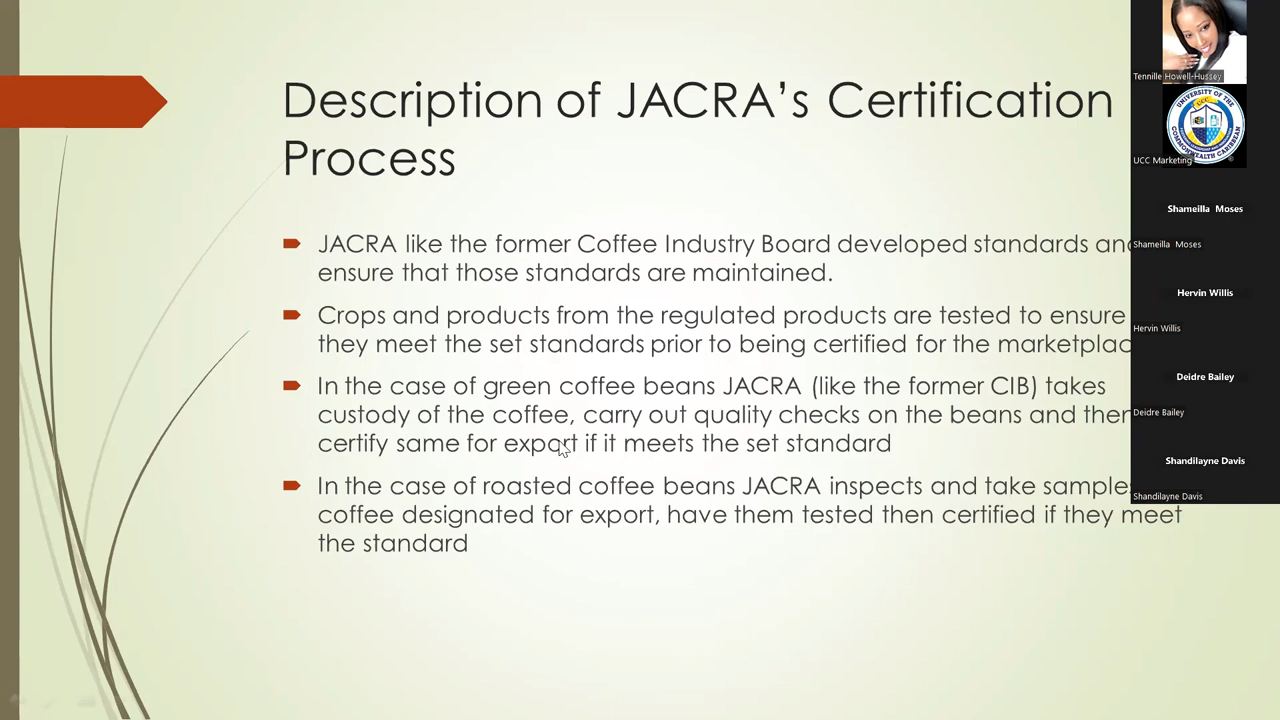 Description of JACRA's Certification
Process
JACRA like the former Coffee Industry Board developed standards and
ensure that those standards are maintained.
Crops and products from the regulated products are tested to ensure
they meet the set standards prior to being certified for the
In the case of green coffee beans JACRA (like the former CIB) takes
custody of the coffee, carry out quality checks on the beans and then
certify same for export if it meets the set standard
In the case of roasted coffee beans JACRA inspects and take
coffee designated for export, have them tested then certified if they meet
the standard
Tennille Howell-Hussey
UNIVERSITY OF THE
UCC
COMMONWEALTH CARIBBEAN
UCC Marketing
Shameilla Moses
Shameilla Moses
Hervin Willis
Hervin Willis
Deidre Bailey
Deidre Bailey
Shandilayne Davis
Shandilayne Davis